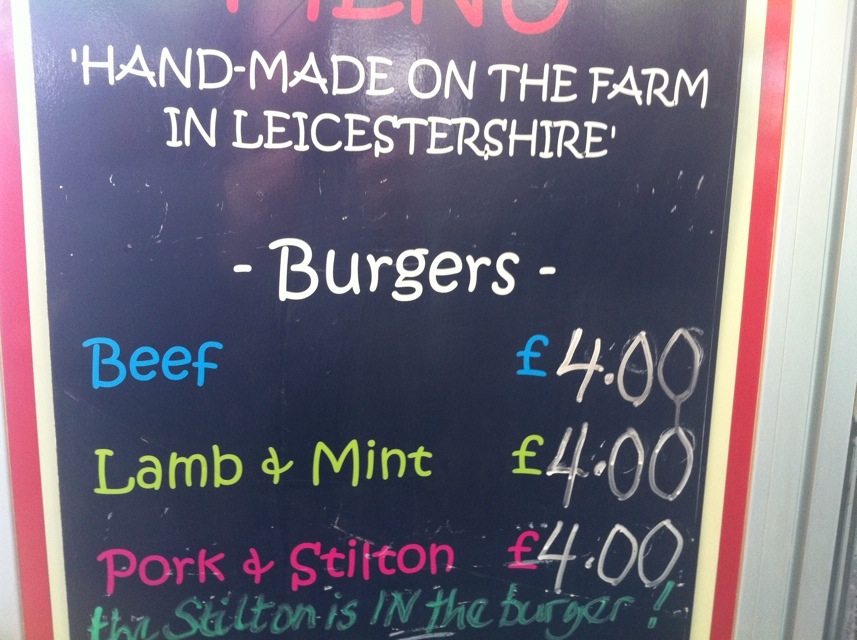 MENU
'HAND-MADE ON THE FARM
IN LEICESTERSHIRE'
- Burgers -
Beef £4.00
Lamb & Mint £4.00
Pork & Stilton £4.00
the Stilton is IN the burger!